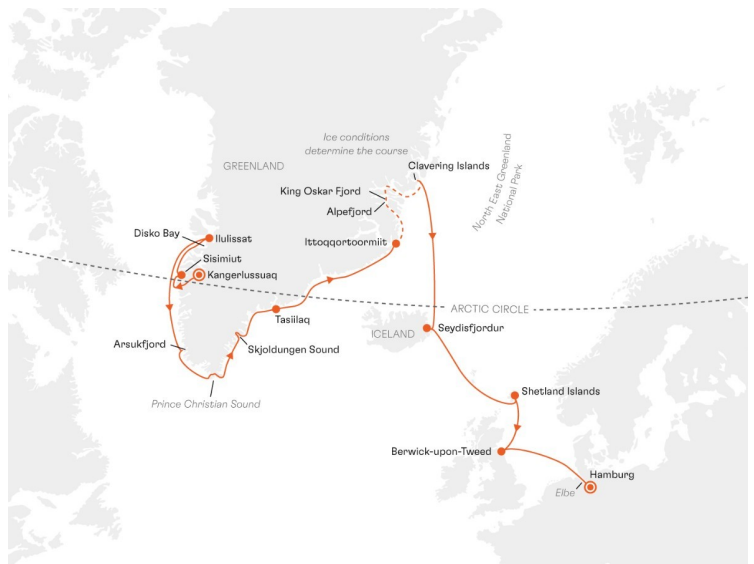 Ice conditions
determine the course
GREENLAND
Clavering Islands
North East Greenland
National Park
King Oskar Fjord
Alpefjord
Disko Bay
Ilulissat
Ittoqqortoormiit
Sisimiut
Kangerlussuaq
ARCTIC CIRCLE
Tasiilaq
ICELAND
Seydisfjordur
Arsukfjord
Skjoldungen Sound
Prince Christian Sound
Shetland Islands
Berwick-upon-Tweed
Hamburg
Elbe